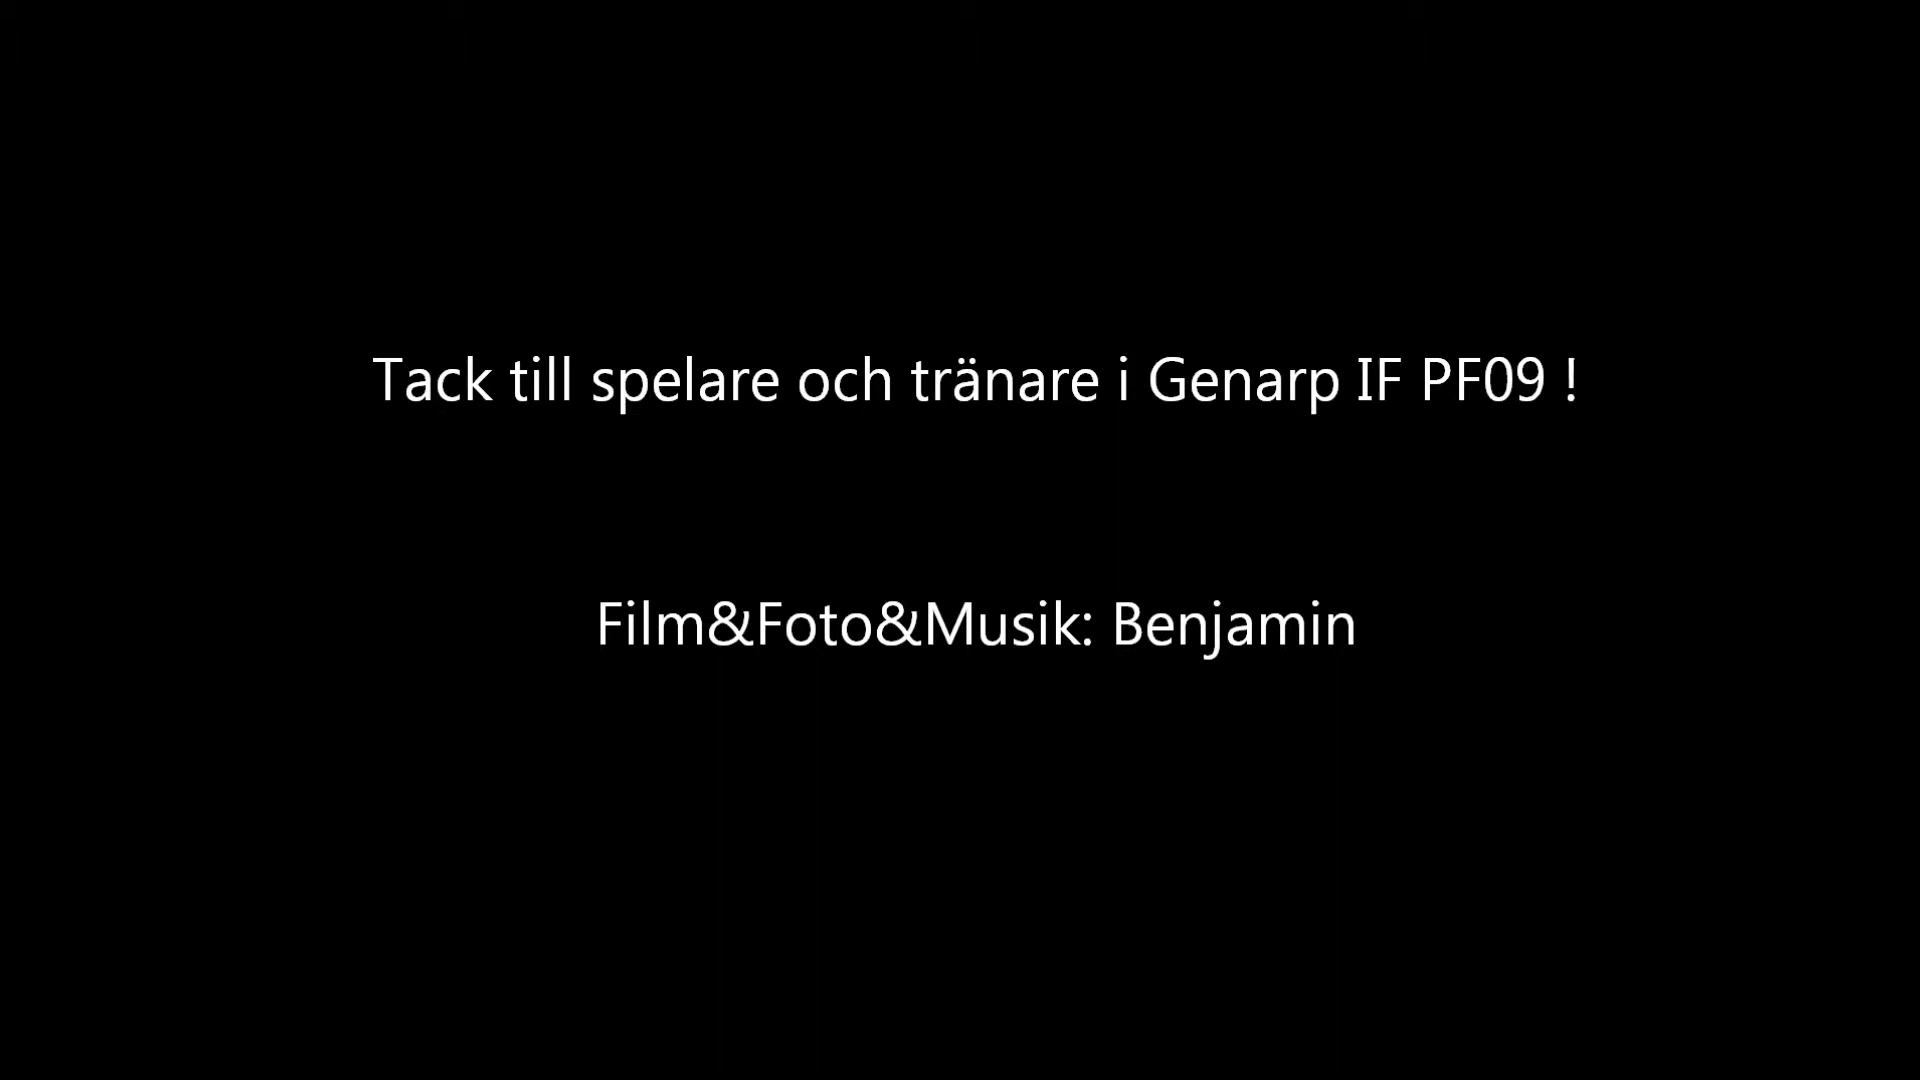 Tack till spelare och tränare i Genarp IF PF09 !
Film&Foto&Musik: Benjamin